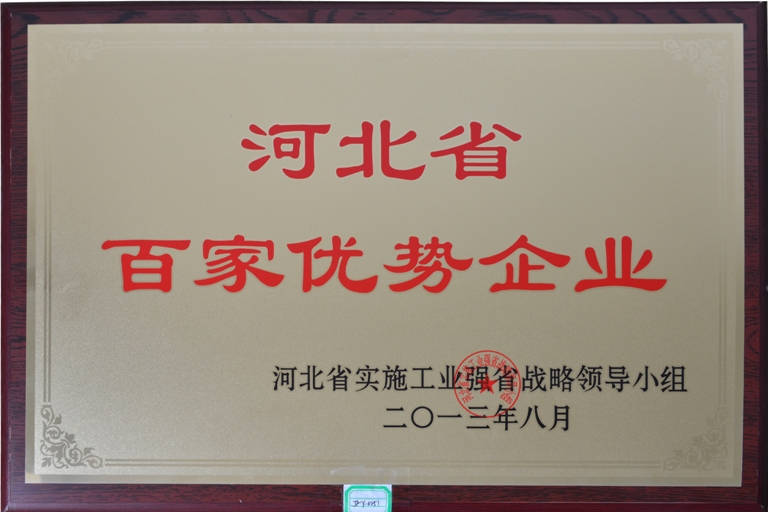 河北省
百家优势企业
河北省实施工业强省战略领导小组
二〇一三年八月